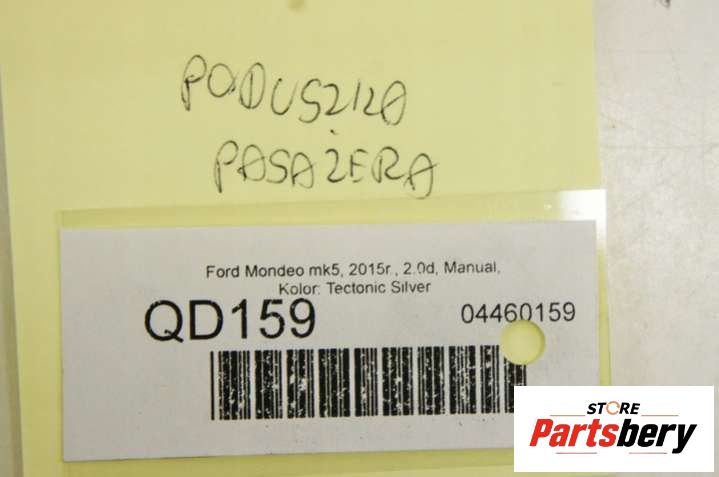 PODUSZKA
PASAŻERA
Ford Mondeo mk5, 2015r., 2.0d, Manual,
Kolor: Tectonic Silver
QD159
04460159
STORE
Partsbery